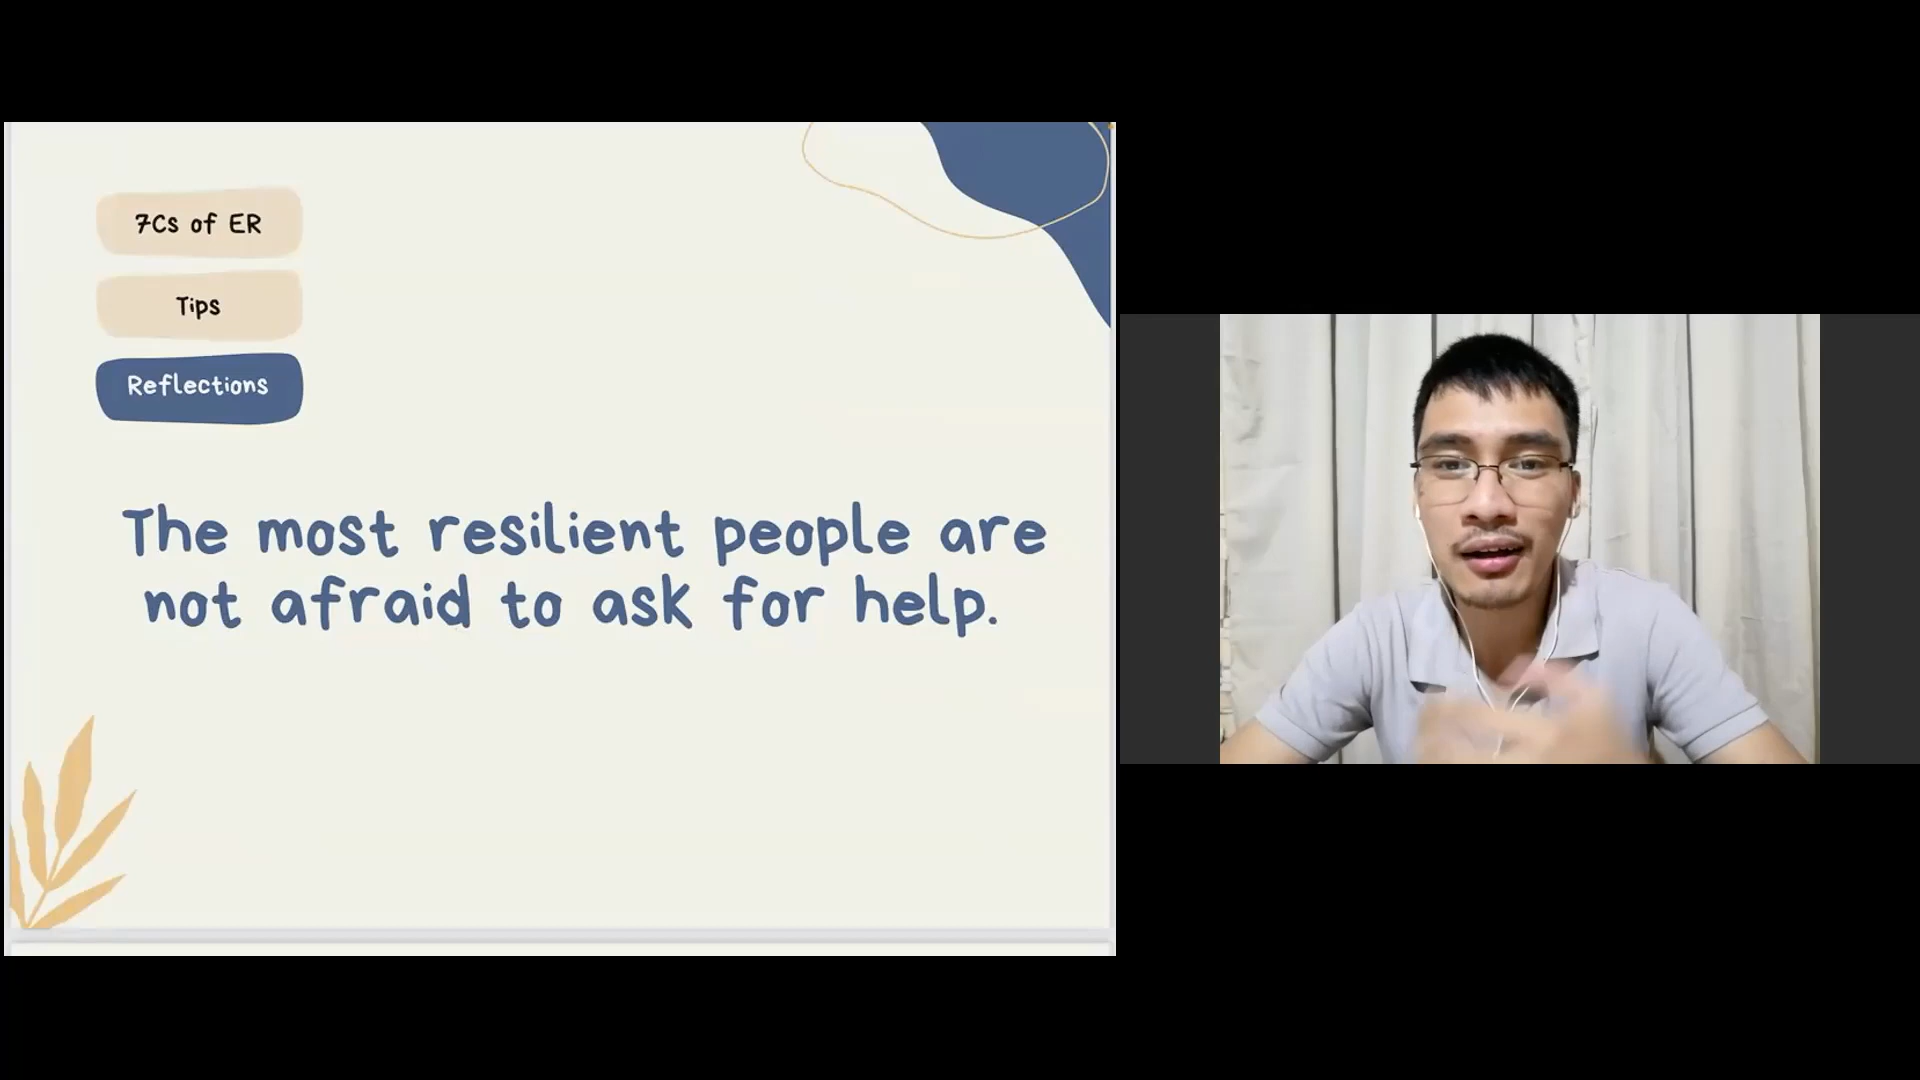 7Cs of ER
Tips
Reflections
The most resilient people are
not afraid to ask for help.